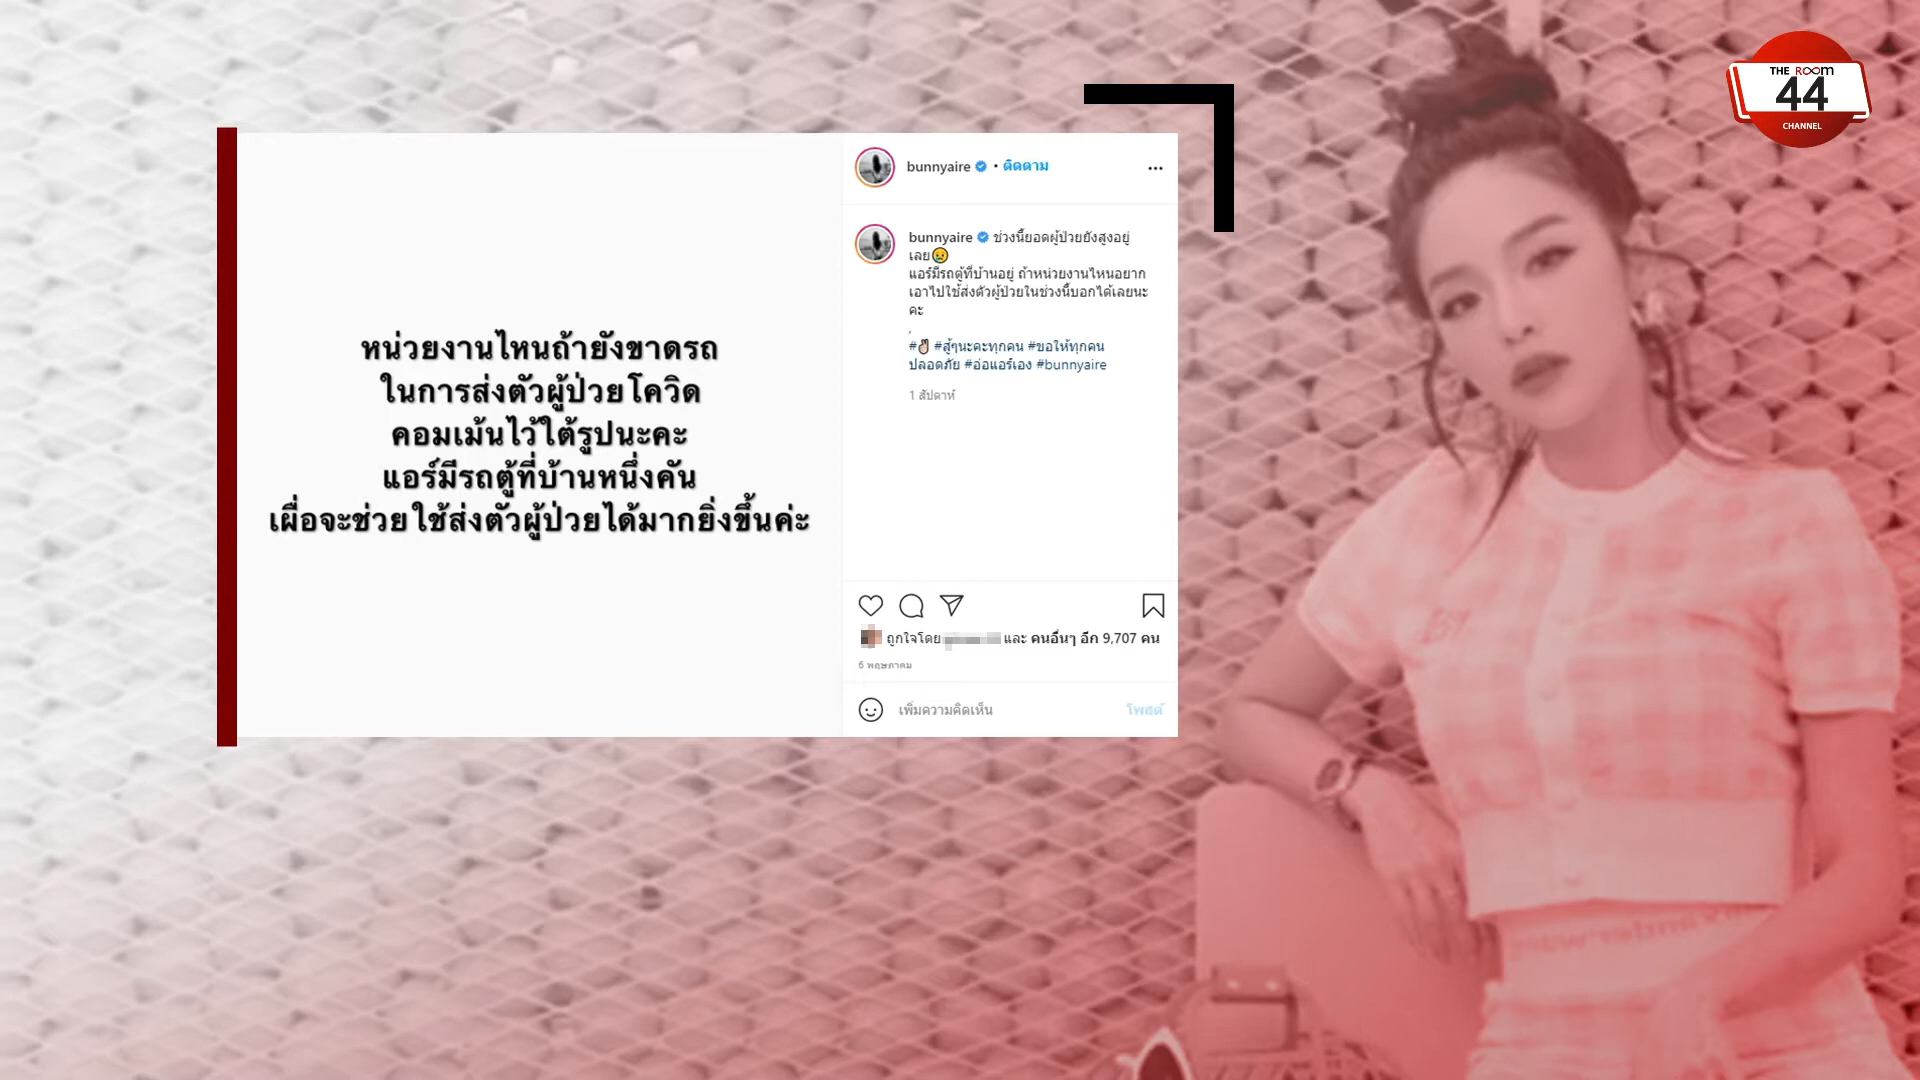 THE ROOM
44
CHANNEL
หน่วยงานไหนถ้ายังขาดรถ
ในการส่งตัวผู้ป่วยโควิด
คอมเม้นไว้ใต้รูปนะคะ
แอร์มีรถตู้ที่บ้านหนึ่งคัน
เผื่อจะช่วยใช้ส่งตัวผู้ป่วยได้มากยิ่งขึ้นค่ะ
bunnyaire • ติดตาม
bunnyaire ช่วงนี้ยอดผู้ป่วยยังสูงอยู่
เลย😢
แอร์มีรถตู้ที่บ้านอยู่ ถ้าหน่วยงานไหนอยาก
เอาไปใช้ส่งตัวผู้ป่วยในช่วงนี้บอกได้เลยนะ
คะ
.
#✌🏻 #สู้ๆนะคะทุกคน #ขอให้ทุกคน
ปลอดภัย #อ่อแอร์เอง #bunnyaire
1 สัปดาห์
ถูกใจโดย และ คนอื่นๆ อีก 9,707 คน
6 พฤษภาคม
เพิ่มความคิดเห็น
โพสต์